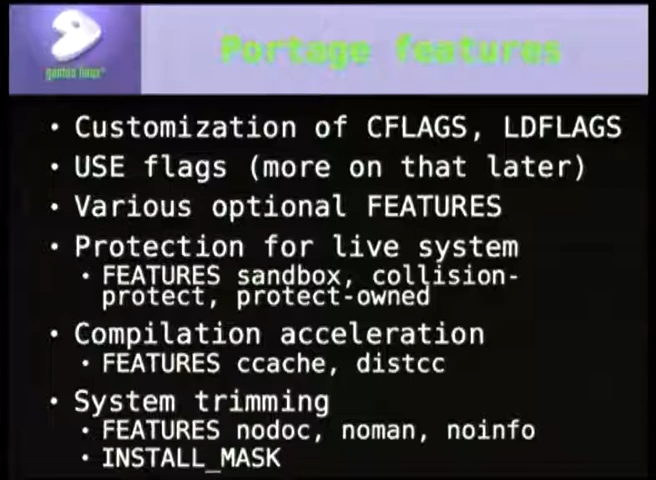 gentoo linux
Portage features
• Customization of CFLAGS, LDFLAGS
• USE flags (more on that later)
• Various optional FEATURES
• Protection for live system
• FEATURES sandbox, collision-
protect, protect-owned
• Compilation acceleration
• FEATURES ccache, distcc
• System trimming
• FEATURES nodoc, noman, noinfo
• INSTALL_MASK